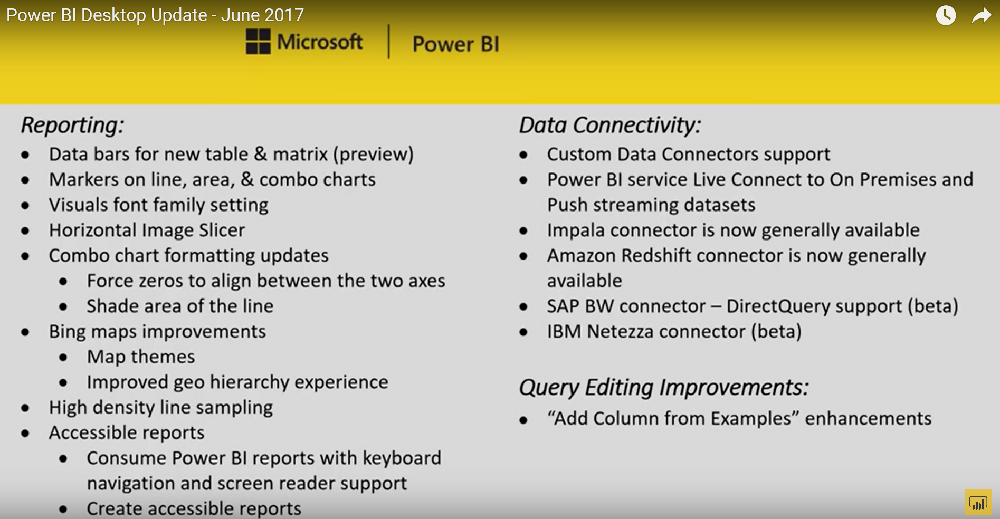 Power BI Desktop Update - June 2017
Microsoft
Power BI
Reporting:
• Data bars for new table & matrix (preview)
• Markers on line, area, & combo charts
• Visuals font family setting
• Horizontal Image Slicer
• Combo chart formatting updates
• Force zeros to align between the two axes
• Shade area of the line
• Bing maps improvements
• Map themes
• Improved geo hierarchy experience
• High density line sampling
• Accessible reports
• Consume Power BI reports with keyboard
navigation and screen reader support
• Create accessible reports
Data Connectivity:
• Custom Data Connectors support
• Power BI service Live Connect to On Premises and
Push streaming datasets
• Impala connector is now generally available
• Amazon Redshift connector is now generally
available
• SAP BW connector – DirectQuery support (beta)
• IBM Netezza connector (beta)
Query Editing Improvements:
• “Add Column from Examples” enhancements